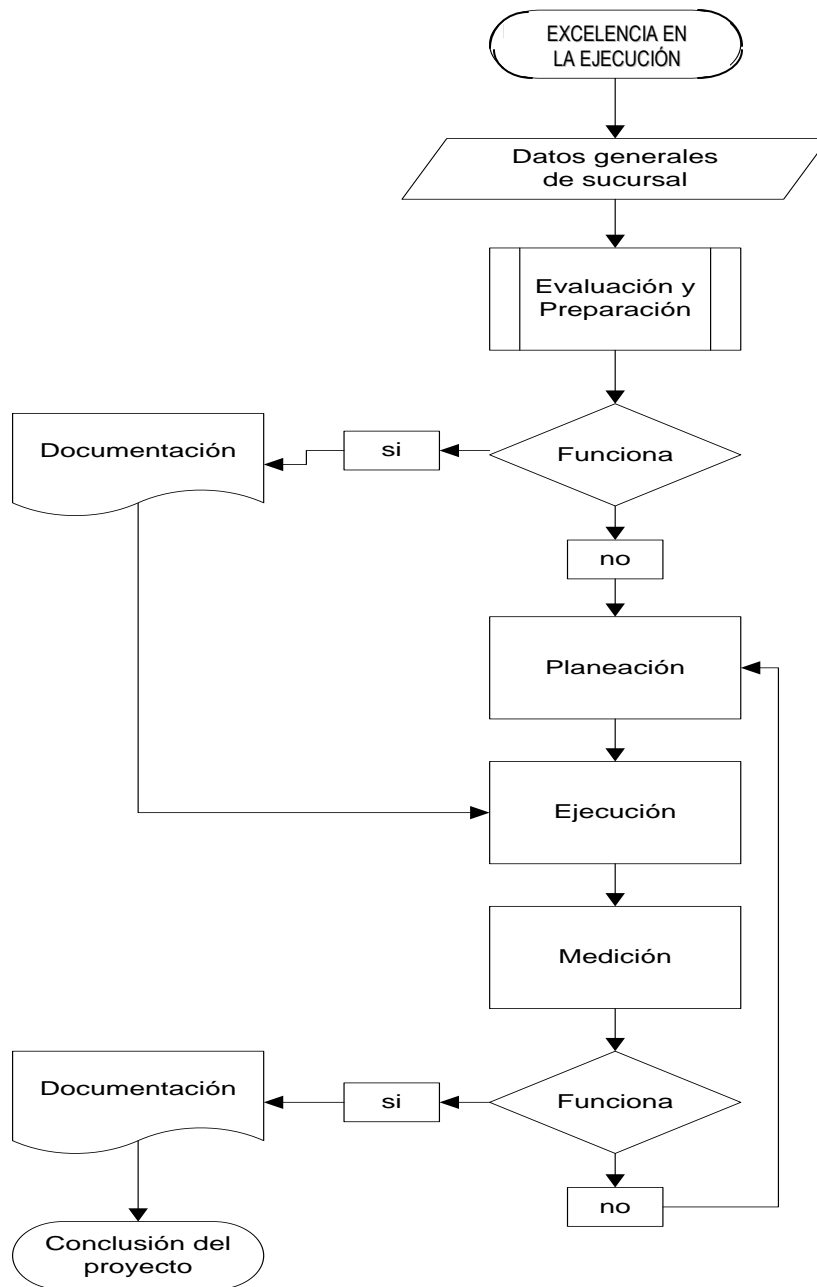 EXCELENCIA EN
LA EJECUCIÓN
Datos generales
de sucursal
Evaluación y
Preparación
Documentación
si
Funciona
no
Planeación
Ejecución
Medición
Documentación
si
Funciona
no
Conclusión del
proyecto